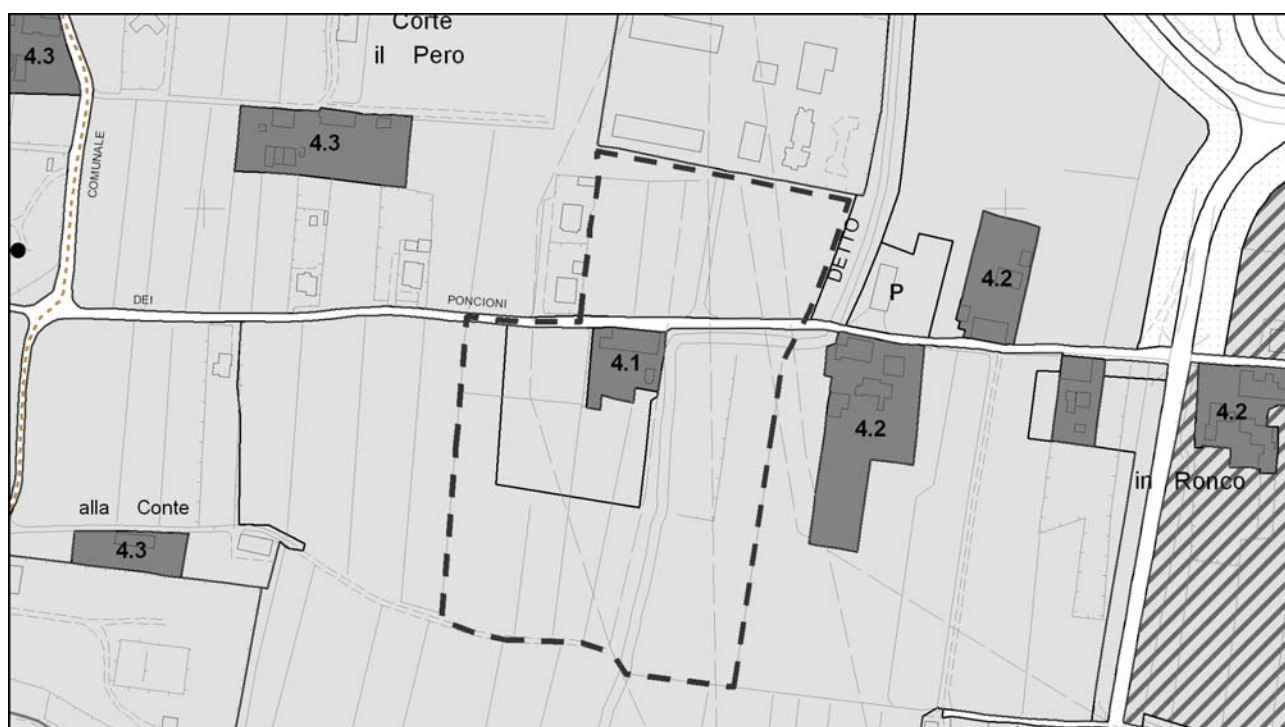 Corte
il Pero
4.3
4.3
COMUNALE
DETTO
P
4.2
DEI PONCIONI
4.1
4.2
4.2
in Ronco
alla Conte
4.3